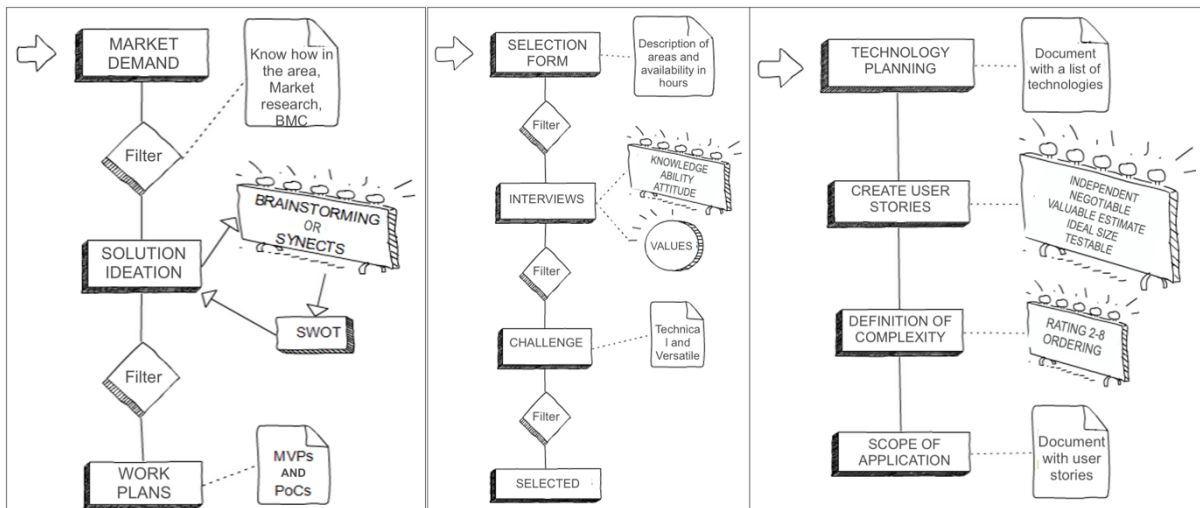 MARKET
DEMAND
Know how in
the area,
Market
research,
BMC
Filter
BRAINSTORMING
OR
SYNECTS
SOLUTION
IDEATION
SWOT
Filter
WORK
PLANS
MVPs
AND
PoCs
SELECTION
FORM
Description of
areas and
availability in
hours
Filter
KNOWLEDGE
ABILITY
ATTITUDE
INTERVIEWS
VALUES
Filter
CHALLENGE
Technica
l and
Versatile
Filter
SELECTED
TECHNOLOGY
PLANNING
Document
with a list of
technologies
CREATE USER
STORIES
INDEPENDENT
NEGOTIABLE
VALUABLE ESTIMATE
IDEAL SIZE
TESTABLE
DEFINITION OF
COMPLEXITY
RATING 2-8
ORDERING
SCOPE OF
APPLICATION
Document
with user
stories